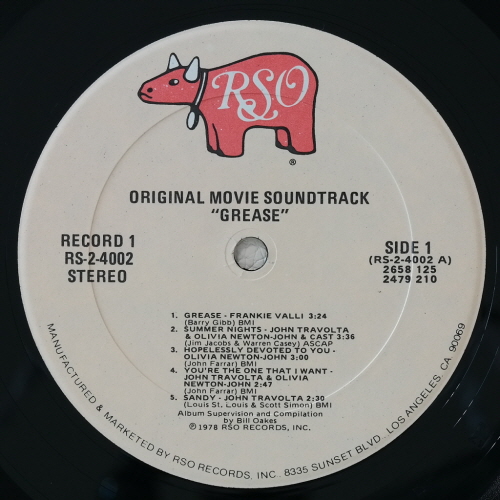 RSO
®
ORIGINAL MOVIE SOUNDTRACK
"GREASE"
RECORD 1
RS-2-4002
STEREO
SIDE 1
(RS-2-4002 A)
2658 125
2479 210
1. GREASE - FRANKIE VALLI 3:24
(Barry Gibb) BMI
2. SUMMER NIGHTS - JOHN TRAVOLTA
& OLIVIA NEWTON-JOHN & CAST 3:36
(Jim Jacobs & Warren Casey) ASCAP
3. HOPELESSLY DEVOTED TO YOU -
OLIVIA NEWTON-JOHN 3:00
(John Farrar) BMI
4. YOU'RE THE ONE THAT I WANT -
JOHN TRAVOLTA & OLIVIA
NEWTON-JOHN 2:47
(John Farrar) BMI
5. SANDY - JOHN TRAVOLTA 2:30
(Louis St. Louis & Scott Simon) BMI
Album Supervision and Compilation
by Bill Oakes
℗1978 RSO RECORDS, INC.
MANUFACTURED & MARKETED BY RSO RECORDS, INC. 8335 SUNSET BLVD., LOS ANGELES, CA. 90069